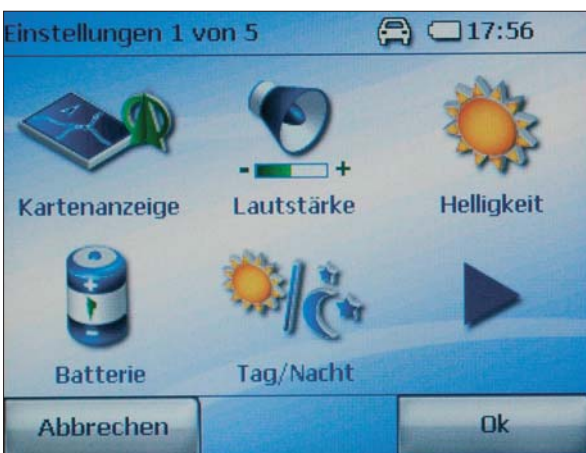 Einstellungen 1 von 5 17:56
- +
Kartenanzeige Lautstärke Helligkeit
Batterie Tag/Nacht
Abbrechen Ok